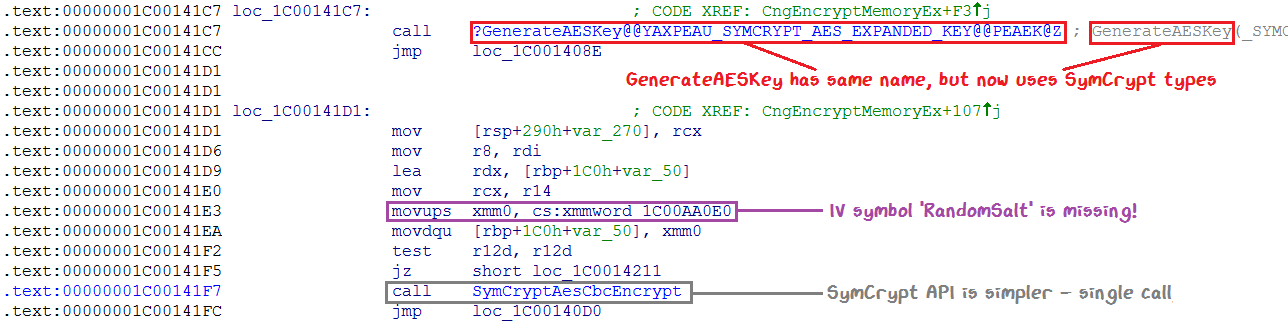 .text:00000001C00141C7 loc_1C00141C7: ; CODE XREF: CngEncryptMemoryEx+F3↑j
.text:00000001C00141C7 call ?GenerateAESKey@@YAXPEAU_SYMCRYPT_AES_EXPANDED_KEY@@PEAEK@Z ; GenerateAESKey(_SYMC
.text:00000001C00141CC jmp loc_1C001408E
.text:00000001C00141D1
GenerateAESKey has same name, but now uses SymCrypt types
.text:00000001C00141D1
.text:00000001C00141D1 loc_1C00141D1: ; CODE XREF: CngEncryptMemoryEx+107↑j
.text:00000001C00141D1 mov [rsp+290h+var_270], rcx
.text:00000001C00141D6 mov r8, rdi
.text:00000001C00141D9 lea rdx, [rbp+1C0h+var_50]
.text:00000001C00141E0 mov rcx, r14
.text:00000001C00141E3 movups xmm0, cs:xmmword_1C00AA0E0 IV symbol 'RandomSalt' is missing!
.text:00000001C00141EA movdqu [rbp+1C0h+var_50], xmm0
.text:00000001C00141F2 test r12d, r12d
.text:00000001C00141F5 jz short loc_1C0014211
.text:00000001C00141F7 call SymCryptAesCbcEncrypt SymCrypt API is simpler - single call
.text:00000001C00141FC jmp loc_1C00140D0